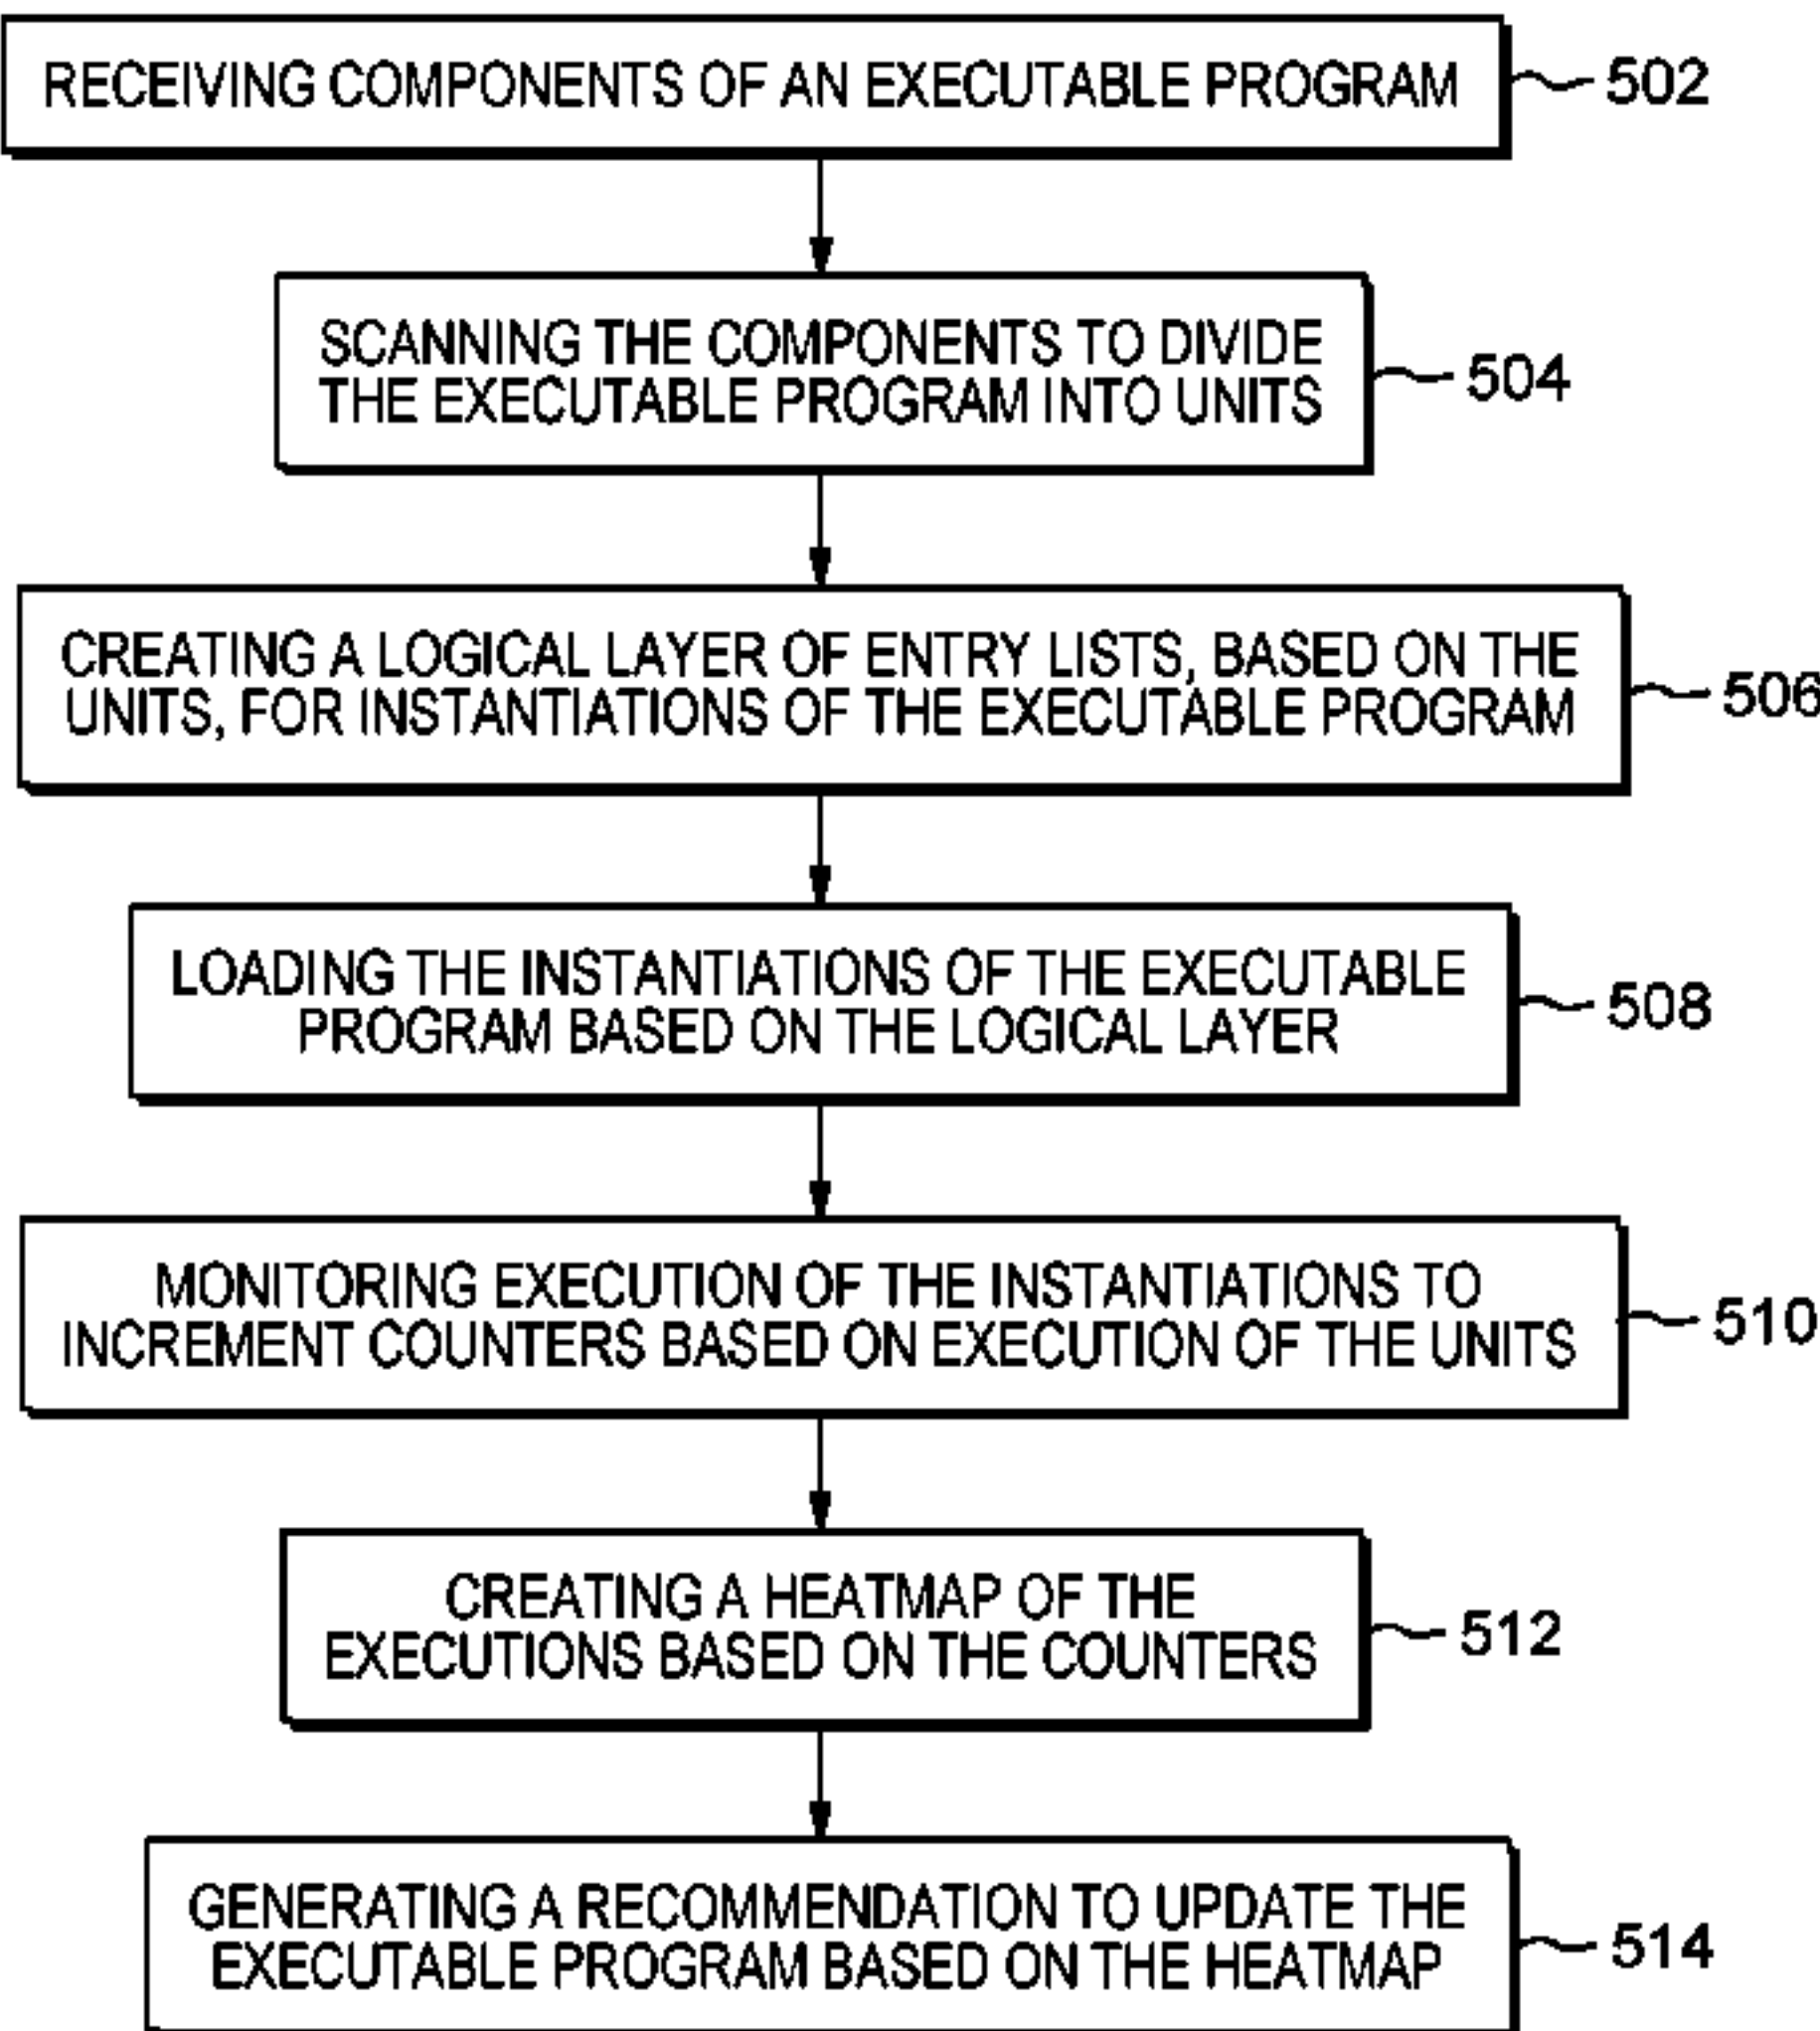 RECEIVING COMPONENTS OF AN EXECUTABLE PROGRAM
502
SCANNING THE COMPONENTS TO DIVIDE
THE EXECUTABLE PROGRAM INTO UNITS
504
CREATING A LOGICAL LAYER OF ENTRY LISTS, BASED ON THE
UNITS, FOR INSTANTIATIONS OF THE EXECUTABLE PROGRAM
506
LOADING THE INSTANTIATIONS OF THE EXECUTABLE
PROGRAM BASED ON THE LOGICAL LAYER
508
MONITORING EXECUTION OF THE INSTANTIATIONS TO
INCREMENT COUNTERS BASED ON EXECUTION OF THE UNITS
510
CREATING A HEATMAP OF THE
EXECUTIONS BASED ON THE COUNTERS
512
GENERATING A RECOMMENDATION TO UPDATE THE
EXECUTABLE PROGRAM BASED ON THE HEATMAP
514